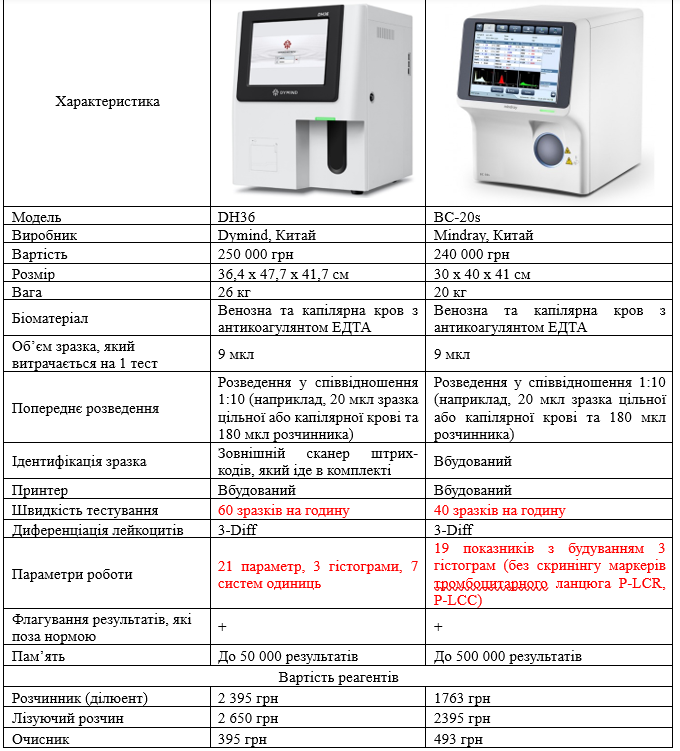 Характеристика
DH36
DYMIND
mindray
Модель DH36 BC-20s
Виробник Dymind, Китай Mindray, Китай
Вартість 250 000 грн 240 000 грн
Розмір 36,4 х 47,7 х 41,7 см 30 х 40 х 41 см
Вага 26 кг 20 кг
Біоматеріал
Венозна та капілярна кров з
антикоагулянтом ЕДТА
Венозна та капілярна кров з
антикоагулянтом ЕДТА
Об’єм зразка, який
витрачається на 1 тест
9 мкл
9 мкл
Попереднє розведення
Розведення у співвідношення
1:10 (наприклад, 20 мкл зразка
цільної або капілярної крові та
180 мкл розчинника)
Розведення у співвідношення 1:10
(наприклад, 20 мкл зразка цільної
або капілярної крові та 180 мкл
розчинника)
Ідентифікація зразка
Зовнішній сканер штрих-
кодів, який іде в комплекті
Вбудований
Принтер Вбудований Вбудований
Швидкість тестування 60 зразків на годину 40 зразків на годину
Диференціація лейкоцитів 3-Diff 3-Diff
Параметри роботи
21 параметр, 3 гістограми, 7
систем одиниць
19 показників з будуванням 3
гістограм (без скринінгу маркерів
тромбоцитарного ланцюга P-LCR,
P-LCC)
Флагування результатів, які
поза нормою
+
+
Пам’ять До 50 000 результатів До 500 000 результатів
Вартість реагентів
Розчинник (ділюент) 2 395 грн 1763 грн
Лізуючий розчин 2 650 грн 2395 грн
Очисник 395 грн 493 грн